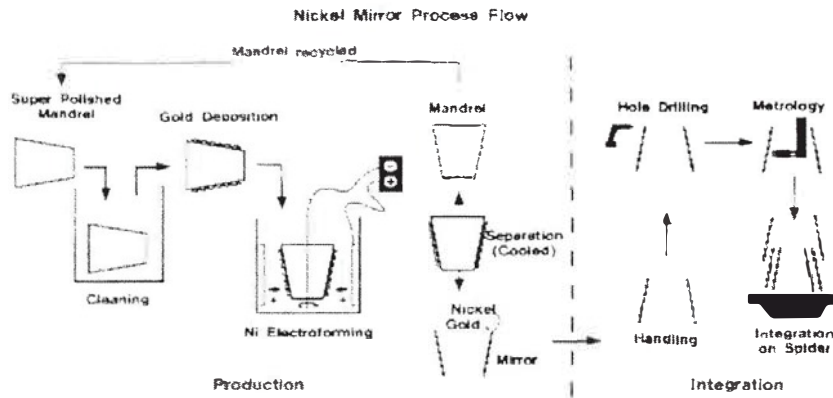 Nickel Mirror Process Flow
Mandrel recycled
Super Polished
Mandrel
Gold Deposition
Cleaning
Ni Electroforming
Mandrel
Separation
(Cooled)
Nickel
Gold
Mirror
Production
Hole Drilling
Metrology
Handling
Integration
on Spider
Integration